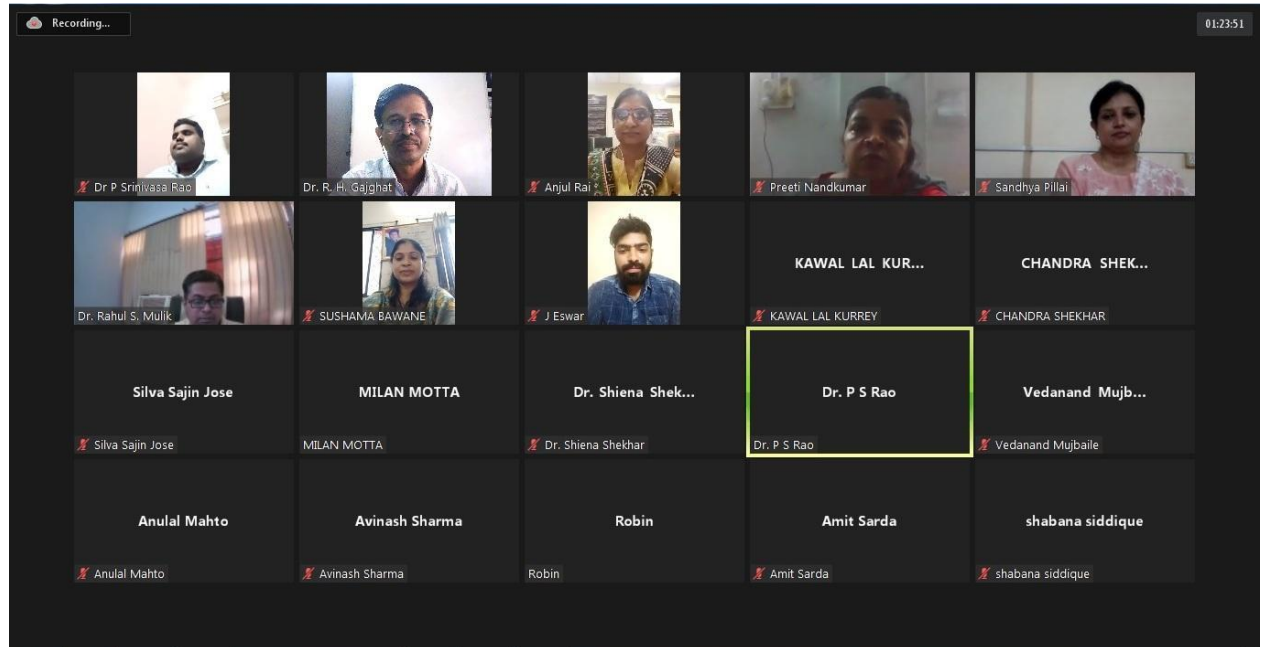 Recording...
01:23:51
Dr P Srinivasa Rao
Dr. R. H. Gajghat
Anjul Rai
Preeti Nandkumar
Sandhya Pillai
Dr. Rahul S. Mulik
SUSHAMA BAWANE
J Eswar
KAWAL LAL KUR...
KAWAL LAL KURREY
CHANDRA SHEK...
CHANDRA SHEKHAR
Silva Sajin Jose
Silva Sajin Jose
MILAN MOTTA
MILAN MOTTA
Dr. Shiena Shek...
Dr. Shiena Shekhar
Dr. P S Rao
Dr. P S Rao
Vedanand Mujb...
Vedanand Mujbaile
Anulal Mahto
Anulal Mahto
Avinash Sharma
Avinash Sharma
Robin
Robin
Amit Sarda
Amit Sarda
shabana siddique
shabana siddique